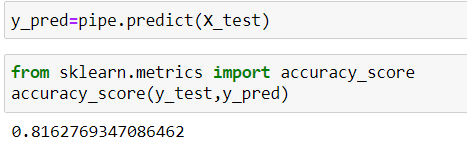 y_pred=pipe.predict(X_test)
from sklearn.metrics import accuracy_score
accuracy_score(y_test,y_pred)
0.8162769347086462